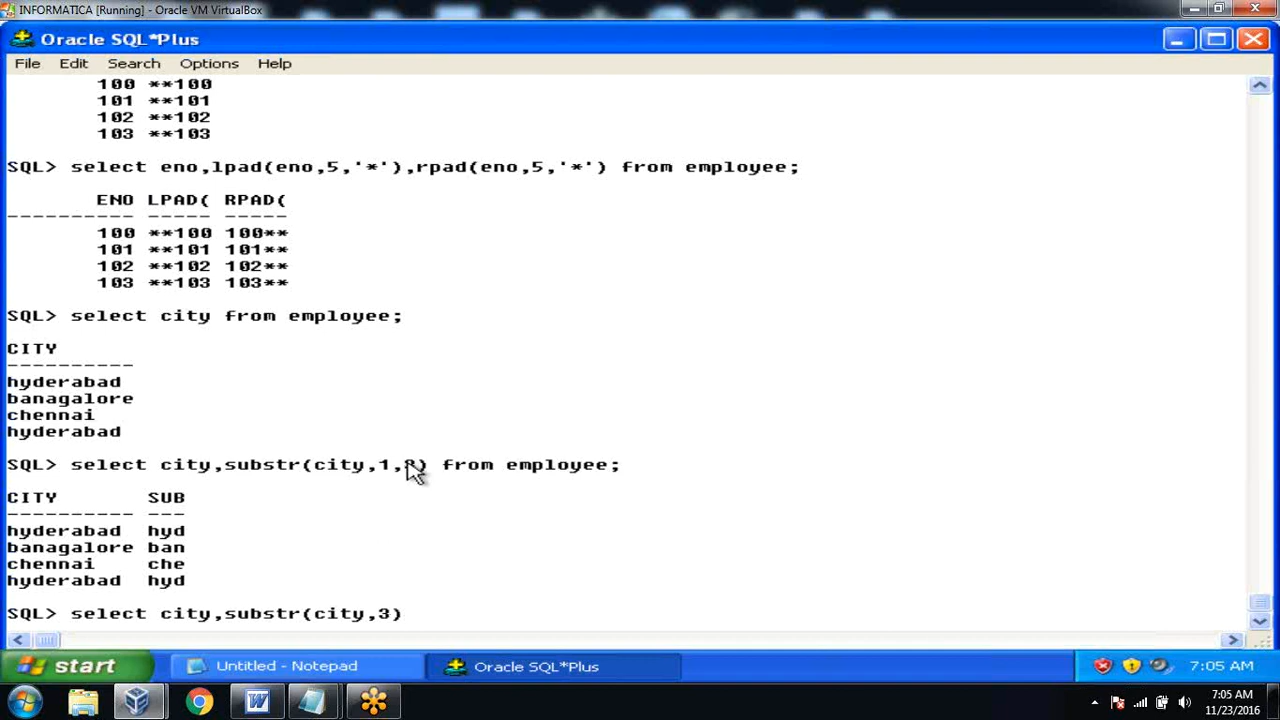 INFORMATICA [Running] - Oracle VM VirtualBox
Oracle SQL*Plus
File Edit Search Options Help
100 **100
101 **101
102 **102
103 **103
SQL> select eno,lpad(eno,5,'*'),rpad(eno,5,'*') from employee;
ENO LPAD( RPAD(
---------- ----- -----
100 **100 100**
101 **101 101**
102 **102 102**
103 **103 103**
SQL> select city from employee;
CITY
----------
hyderabad
banagalore
chennai
hyderabad
SQL> select city,substr(city,1,3) from employee;
CITY SUB
---------- ---
hyderabad hyd
banagalore ban
chennai che
hyderabad hyd
SQL> select city,substr(city,3)
start Untitled - Notepad Oracle SQL*Plus 7:05 AM
7:05 AM
11/23/2016